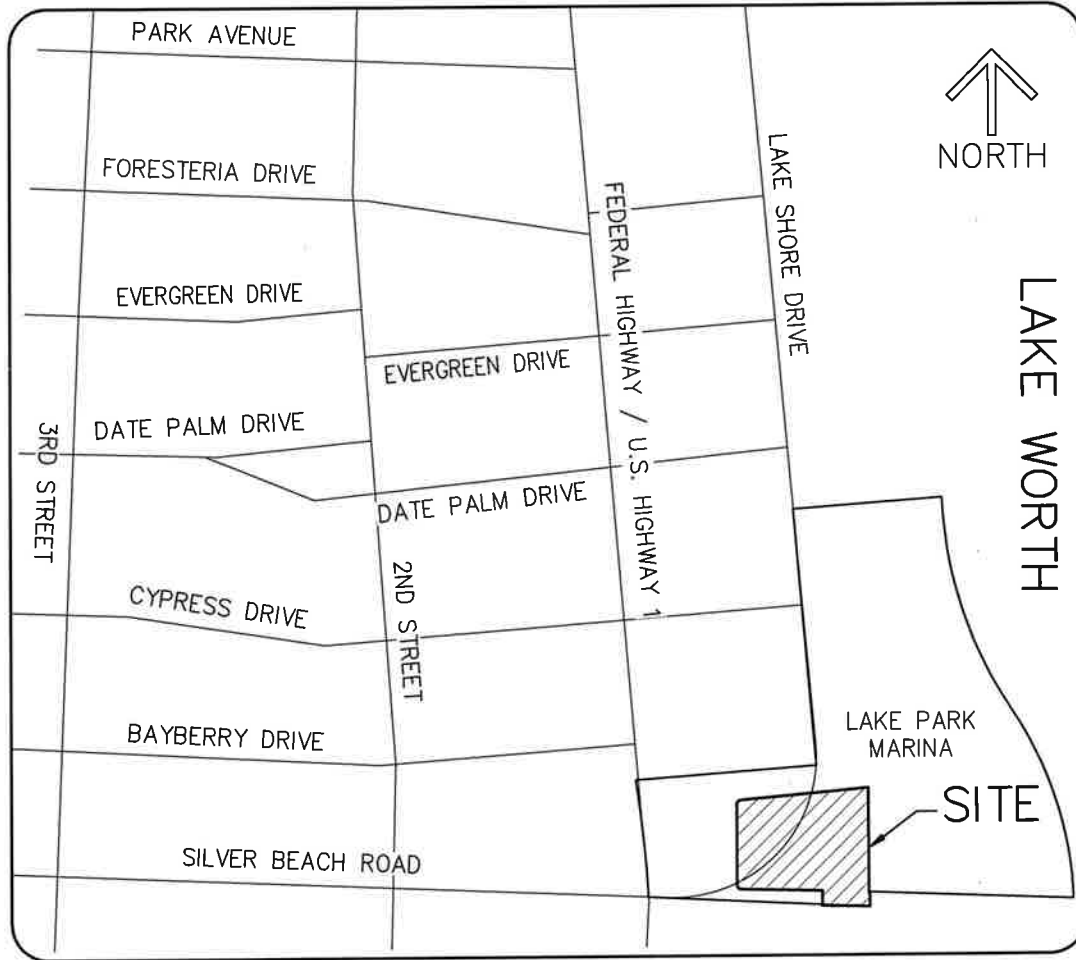 PARK AVENUE
NORTH
FORESTERIA DRIVE
LAKE SHORE DRIVE
FEDERAL HIGHWAY / U.S. HIGHWAY 1
LAKE WORTH
EVERGREEN DRIVE
EVERGREEN DRIVE
DATE PALM DRIVE
3RD STREET
DATE PALM DRIVE
2ND STREET
CYPRESS DRIVE
LAKE PARK
MARINA
BAYBERRY DRIVE
SITE
SILVER BEACH ROAD